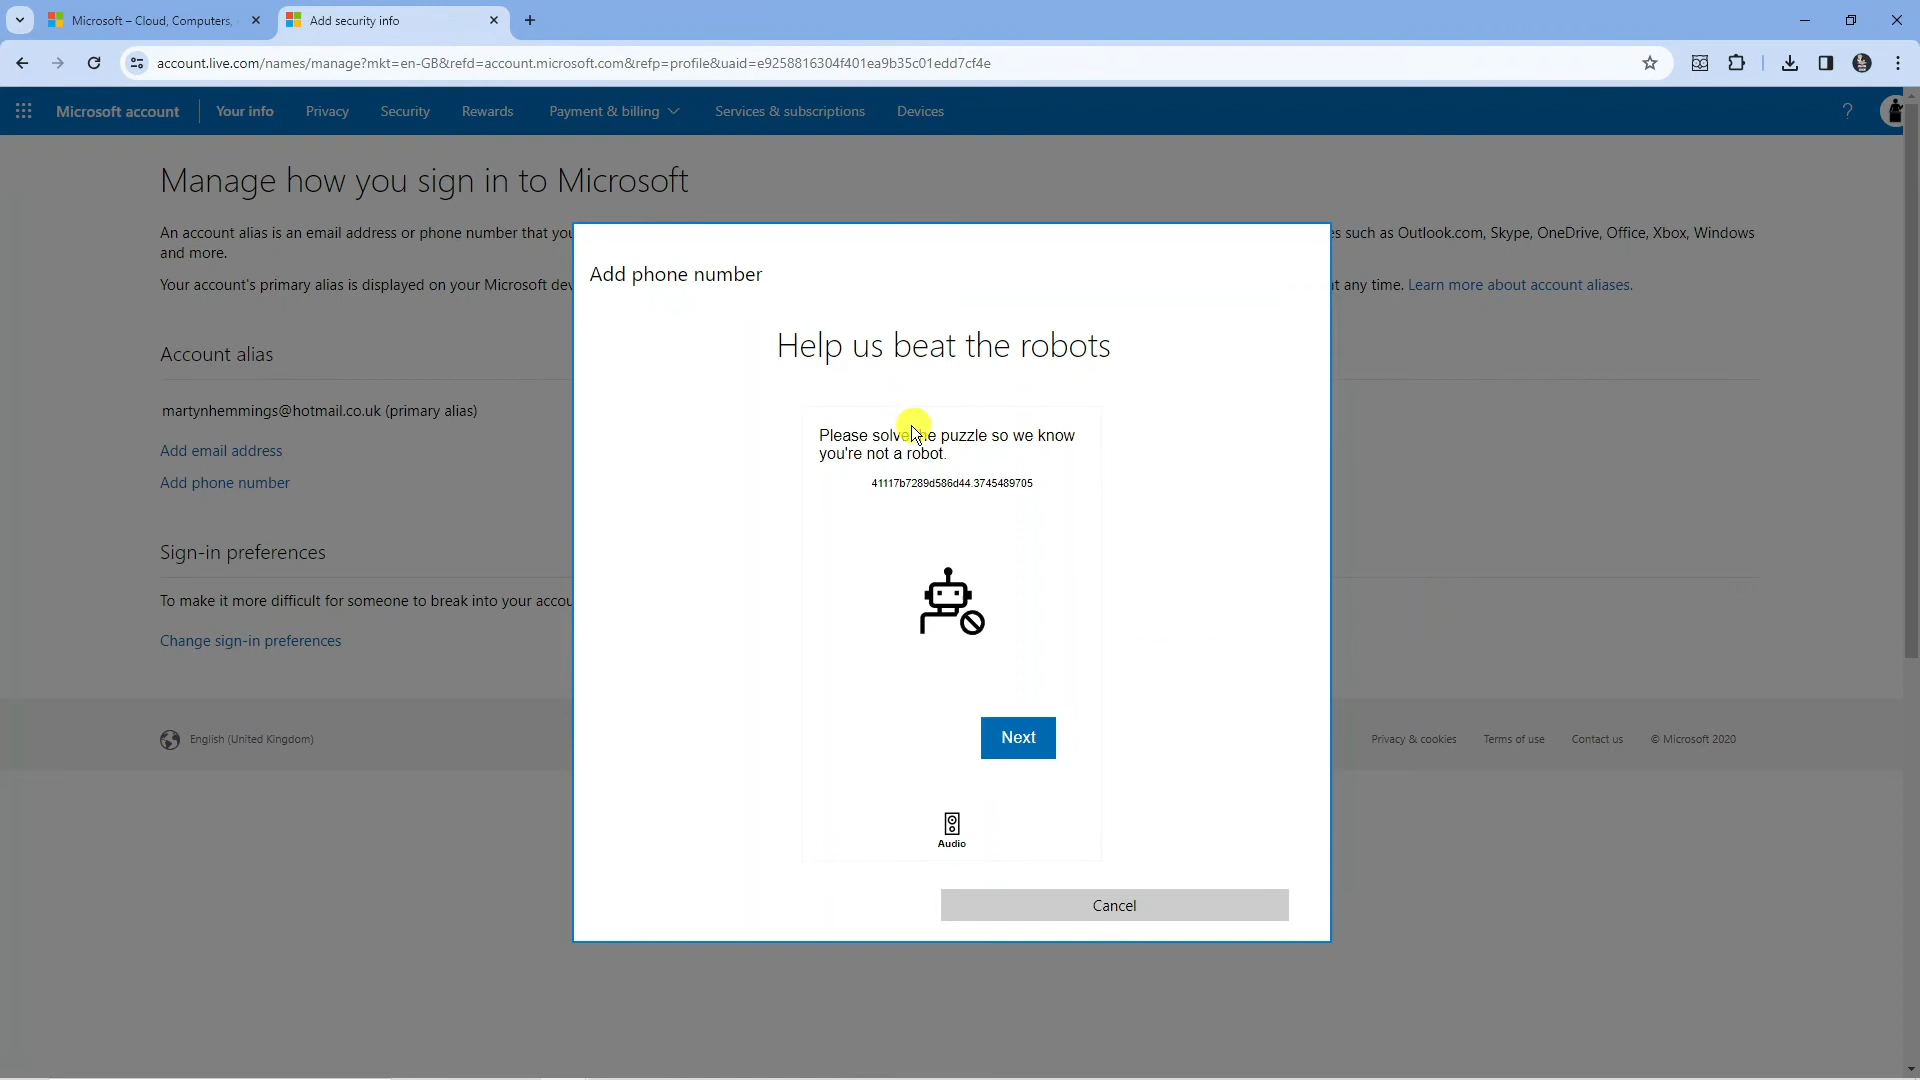 Microsoft – Cloud, Computers,
Add security info
account.live.com/names/manage?mkt=en-GB&refd=account.microsoft.com&refp=profile&uaid=e9258816304f401ea9b35c01edd7cf4e
Microsoft account
Your info
Privacy
Security
Rewards
Payment & billing
Services & subscriptions
Devices
?
Manage how you sign in to Microsoft
An account alias is an email address or phone number that you
s such as Outlook.com, Skype, OneDrive, Office, Xbox, Windows
and more.
Your account's primary alias is displayed on your Microsoft dev
t any time. Learn more about account aliases.
Account alias
martynhemmings@hotmail.co.uk (primary alias)
Add email address
Add phone number
Sign-in preferences
To make it more difficult for someone to break into your accou
Change sign-in preferences
Add phone number
Help us beat the robots
Please solve puzzle so we know
you're not a robot.
41117b7289d586d44.3745489705
Next
Audio
Cancel
English (United Kingdom)
Privacy & cookies
Terms of use
Contact us
© Microsoft 2020